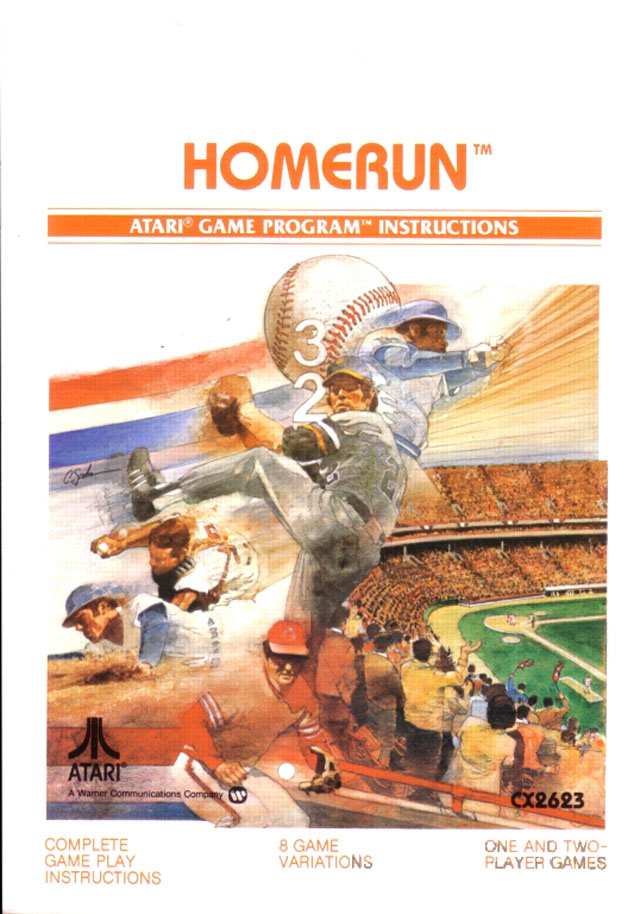 HOMERUN™
ATARI® GAME PROGRAM™ INSTRUCTIONS
3
2
ATARI®
A Warner Communications Company
CX2623
COMPLETE
GAME PLAY
INSTRUCTIONS
8 GAME
VARIATIONS
ONE AND TWO-
PLAYER GAMES